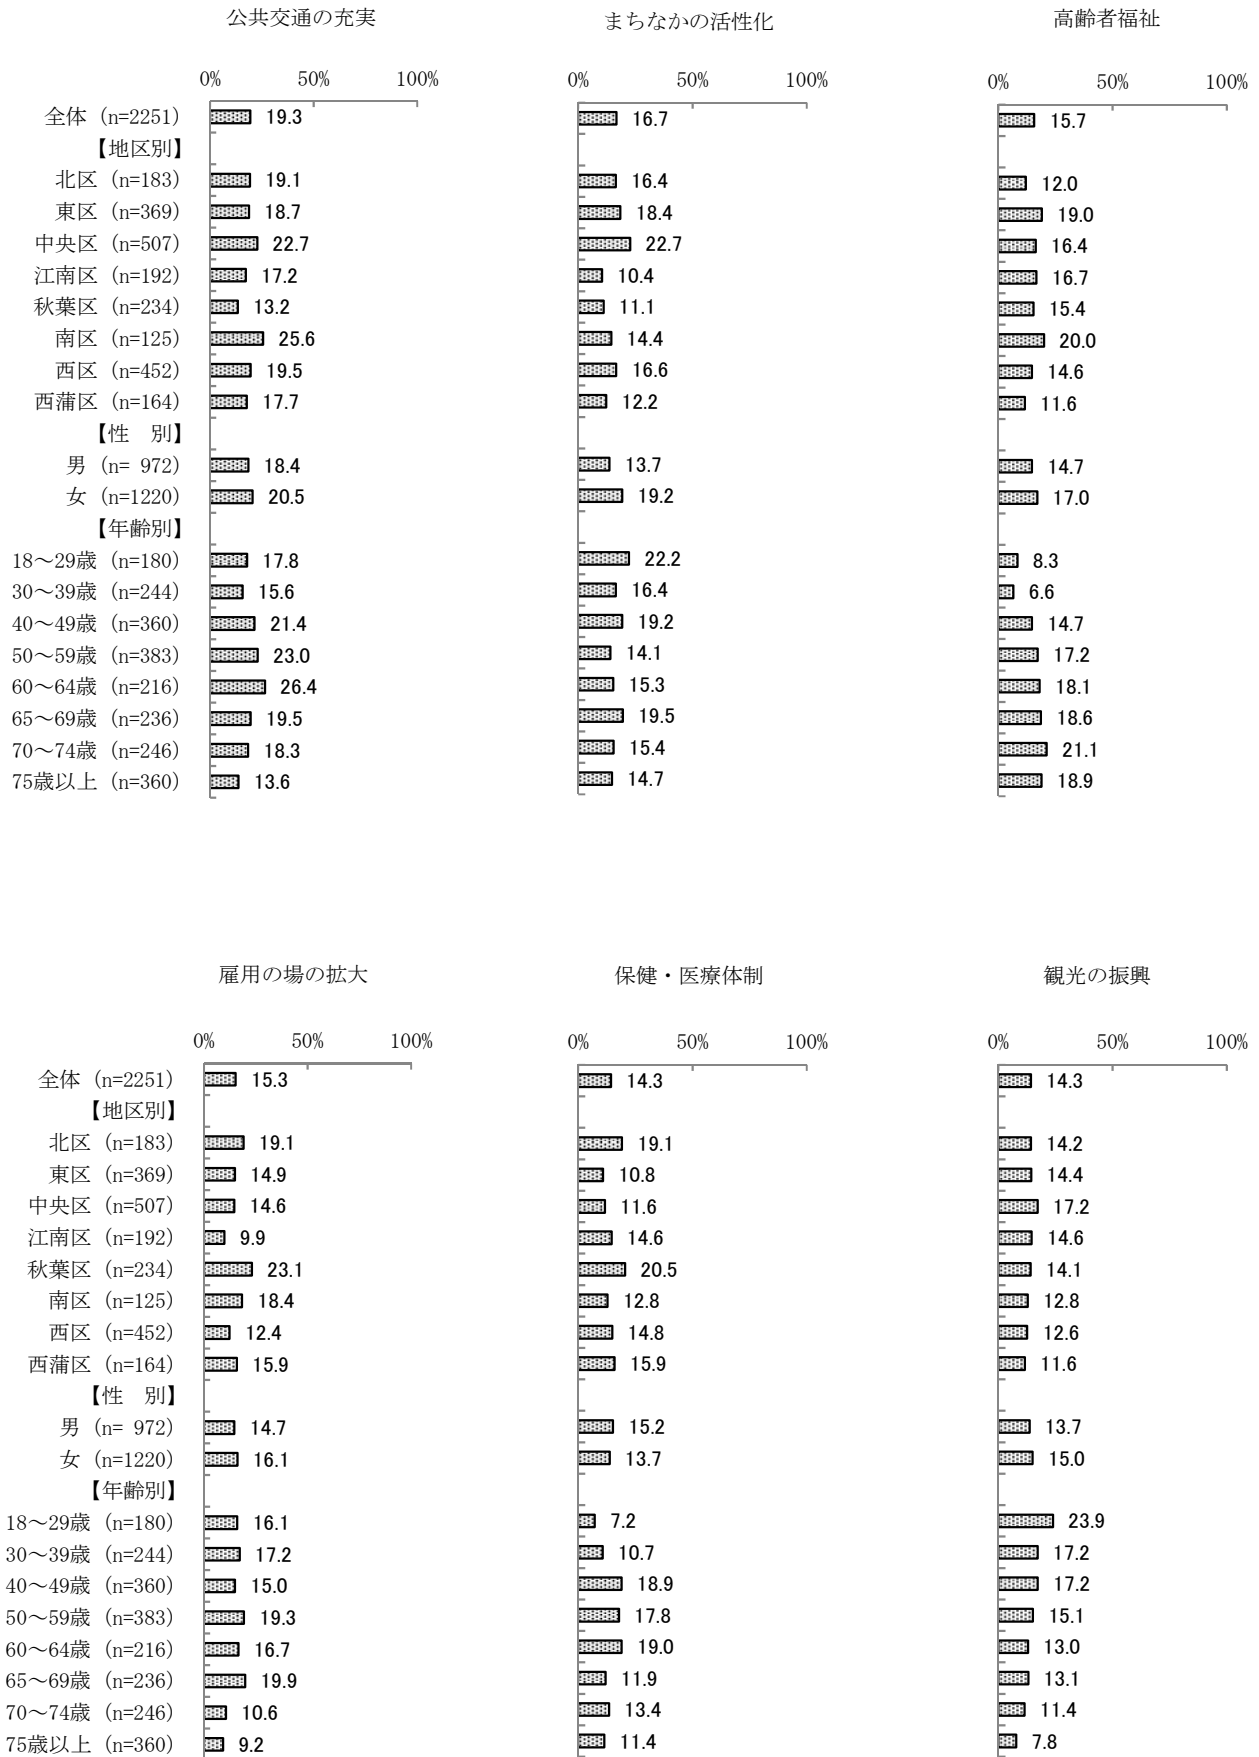 公共交通の充実 まちなかの活性化 高齢者福祉
0% 50% 100% 0% 50% 100% 0% 50% 100%
全体 (n=2251) 19.3 16.7 15.7
【地区別】
北区 (n=183) 19.1 16.4 12.0
東区 (n=369) 18.7 18.4 19.0
中央区 (n=507) 22.7 22.7 16.4
江南区 (n=192) 17.2 10.4 16.7
秋葉区 (n=234) 13.2 11.1 15.4
南区 (n=125) 25.6 14.4 20.0
西区 (n=452) 19.5 16.6 14.6
西蒲区 (n=164) 17.7 12.2 11.6
【性　別】
男 (n= 972) 18.4 13.7 14.7
女 (n=1220) 20.5 19.2 17.0
【年齢別】
18～29歳 (n=180) 17.8 22.2 8.3
30～39歳 (n=244) 15.6 16.4 6.6
40～49歳 (n=360) 21.4 19.2 14.7
50～59歳 (n=383) 23.0 14.1 17.2
60～64歳 (n=216) 26.4 15.3 18.1
65～69歳 (n=236) 19.5 19.5 18.6
70～74歳 (n=246) 18.3 15.4 21.1
75歳以上 (n=360) 13.6 14.7 18.9
雇用の場の拡大 保健・医療体制 観光の振興
0% 50% 100% 0% 50% 100% 0% 50% 100%
全体 (n=2251) 15.3 14.3 14.3
【地区別】
北区 (n=183) 19.1 19.1 14.2
東区 (n=369) 14.9 10.8 14.4
中央区 (n=507) 14.6 11.6 17.2
江南区 (n=192) 9.9 14.6 14.6
秋葉区 (n=234) 23.1 20.5 14.1
南区 (n=125) 18.4 12.8 12.8
西区 (n=452) 12.4 14.8 12.6
西蒲区 (n=164) 15.9 15.9 11.6
【性　別】
男 (n= 972) 14.7 15.2 13.7
女 (n=1220) 16.1 13.7 15.0
【年齢別】
18～29歳 (n=180) 16.1 7.2 23.9
30～39歳 (n=244) 17.2 10.7 17.2
40～49歳 (n=360) 15.0 18.9 17.2
50～59歳 (n=383) 19.3 17.8 15.1
60～64歳 (n=216) 16.7 19.0 13.0
65～69歳 (n=236) 19.9 11.9 13.1
70～74歳 (n=246) 10.6 13.4 11.4
75歳以上 (n=360) 9.2 11.4 7.8